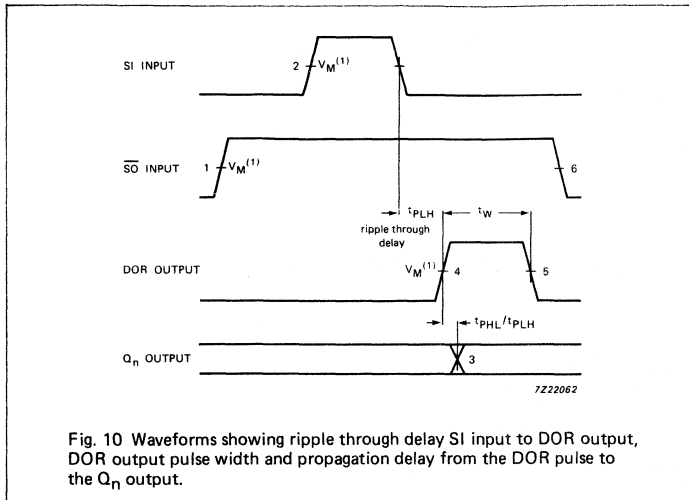 SI INPUT
2 V_M^(1)
S̅O̅ INPUT
1 V_M^(1)
6
t_PLH
t_W
ripple through
delay
DOR OUTPUT
V_M^(1) 4
5
t_PHL/t_PLH
Q_n OUTPUT
3
7Z22062
Fig. 10 Waveforms showing ripple through delay SI input to DOR output,
DOR output pulse width and propagation delay from the DOR pulse to
the Q_n output.